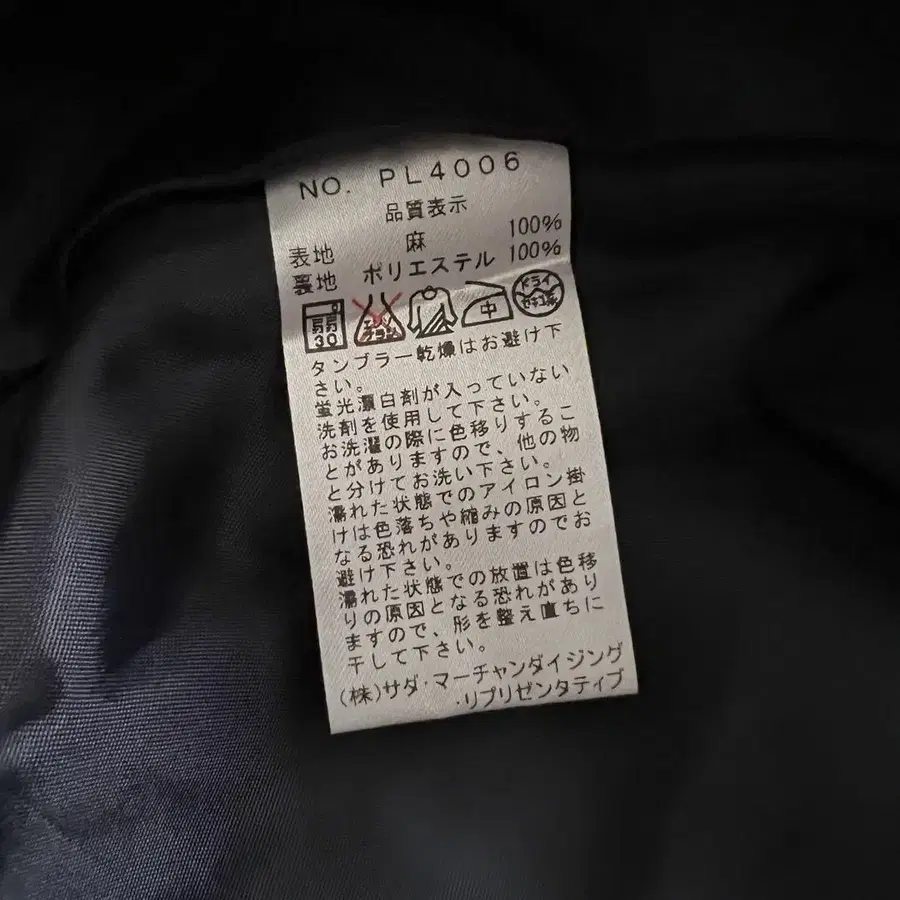 NO. PL4006
品質表示
表地 麻 100%
裏地 ポリエステル 100%
30 エンソ サラシ 中 ドライ セキユ系
タンブラー乾燥はお避け下
さい。
蛍光漂白剤が入っていない
洗剤を使用して下さい。
お洗濯の際に色移りするこ
とがありますので、他の物
と分けてお洗い下さい。
濡れた状態でのアイロン掛
けは色落ちや縮みの原因と
なる恐れがありますのでお
避け下さい。
濡れた状態での放置は色移
りの原因となる恐れがあり
ますので、形を整え直ちに
干して下さい。
(株)サダ・マーチャンダイジング
・リプリゼンタティブ